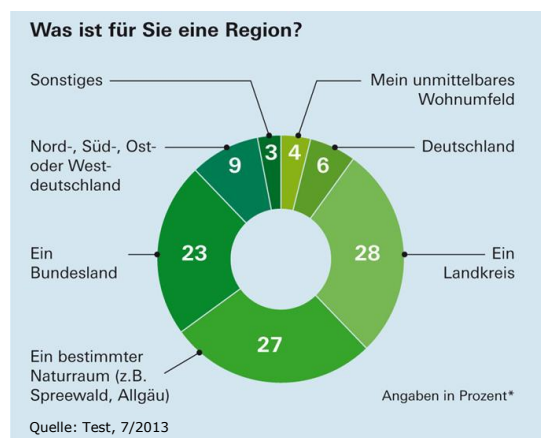 Was ist für Sie eine Region?
Sonstiges
Mein unmittelbares
Wohnumfeld
Nord-, Süd-, Ost-
oder West-
deutschland
Deutschland
3
4
9
6
23
28
27
Ein
Bundesland
Ein
Landkreis
Ein bestimmter
Naturraum (z.B.
Spreewald, Allgäu)
Angaben in Prozent*
Quelle: Test, 7/2013